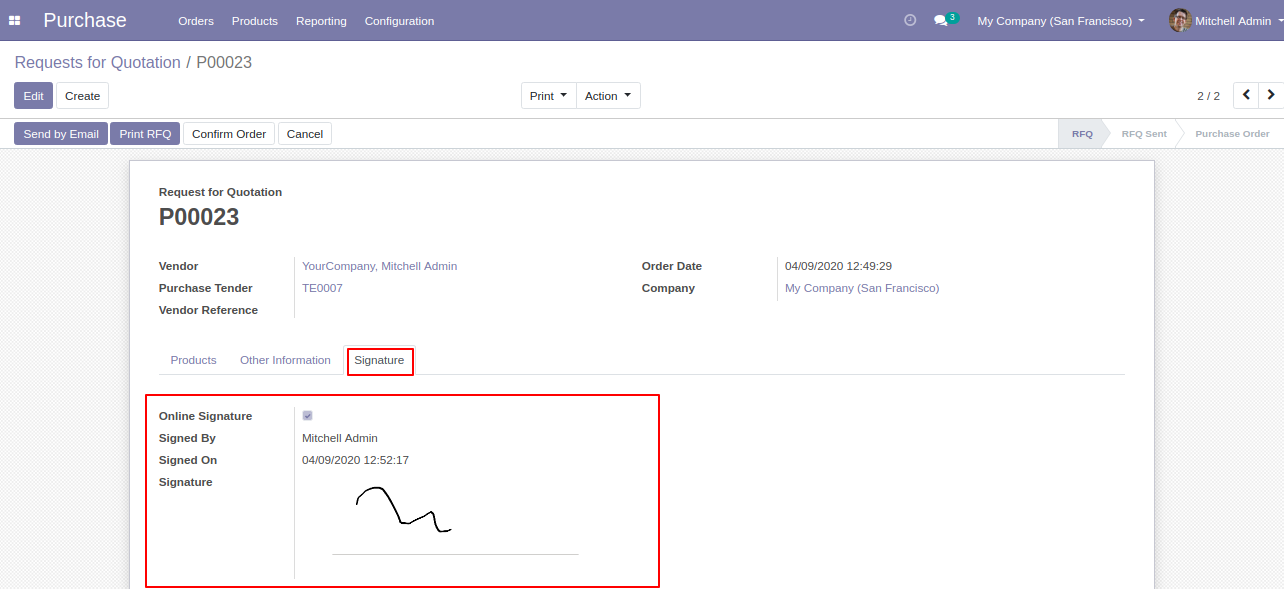 Purchase Orders Products Reporting Configuration 3 My Company (San Francisco) Mitchell Admin
Requests for Quotation / P00023
Edit Create Print Action 2 / 2
Send by Email Print RFQ Confirm Order Cancel RFQ RFQ Sent Purchase Order
Request for Quotation
P00023
Vendor YourCompany, Mitchell Admin Order Date 04/09/2020 12:49:29
Purchase Tender TE0007 Company My Company (San Francisco)
Vendor Reference
Products Other Information Signature
Online Signature
Signed By Mitchell Admin
Signed On 04/09/2020 12:52:17
Signature